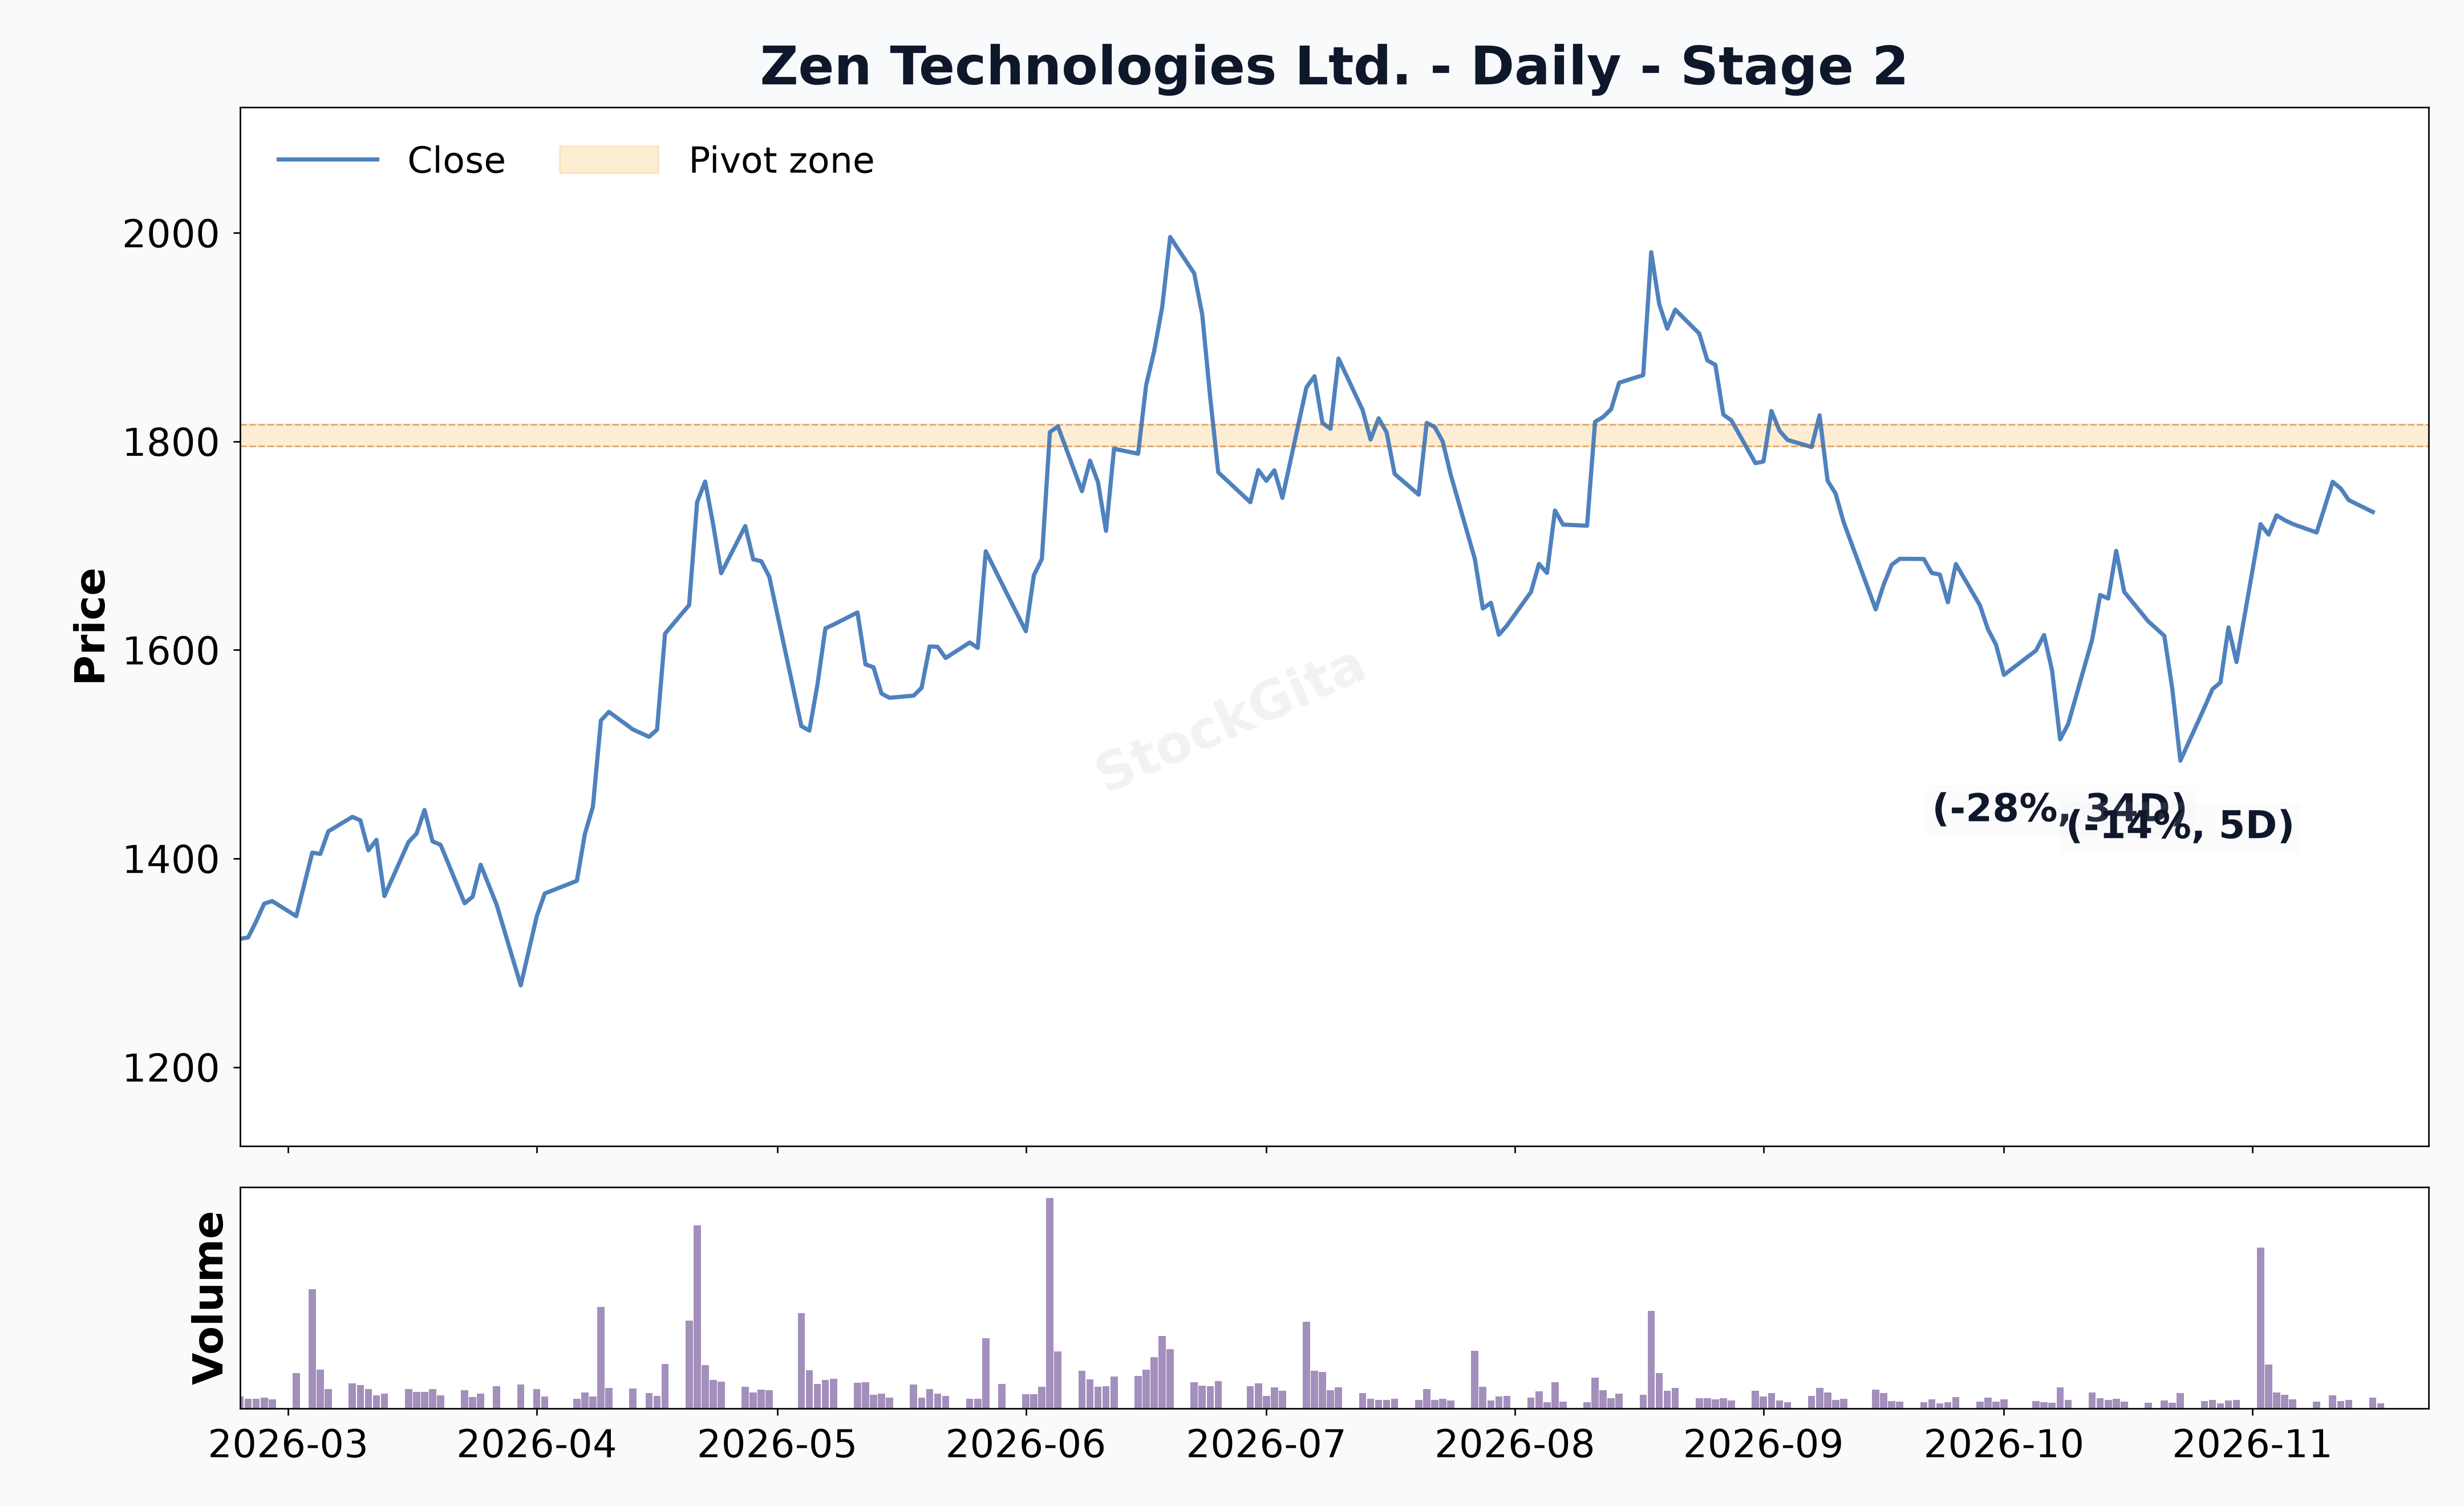 Zen Technologies Ltd. - Daily - Stage 2
Close
Pivot zone
2000
1800
1600
1400
1200
Price
StockGita
(-28%, 34D)
(-14%, 5D)
Volume
2026-03
2026-04
2026-05
2026-06
2026-07
2026-08
2026-09
2026-10
2026-11